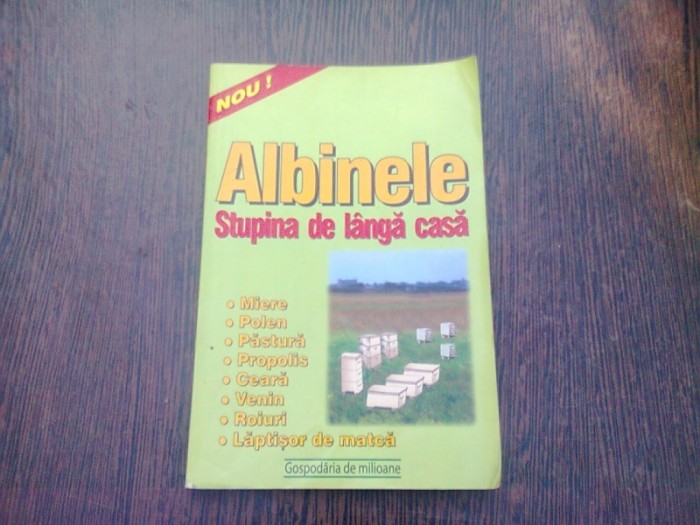 NOU !
Albinele
Stupina de lângă casă
• Miere
• Polen
• Păstură
• Propolis
• Ceară
• Venin
• Roiuri
• Lăptişor de matcă
Gospodăria de milioane